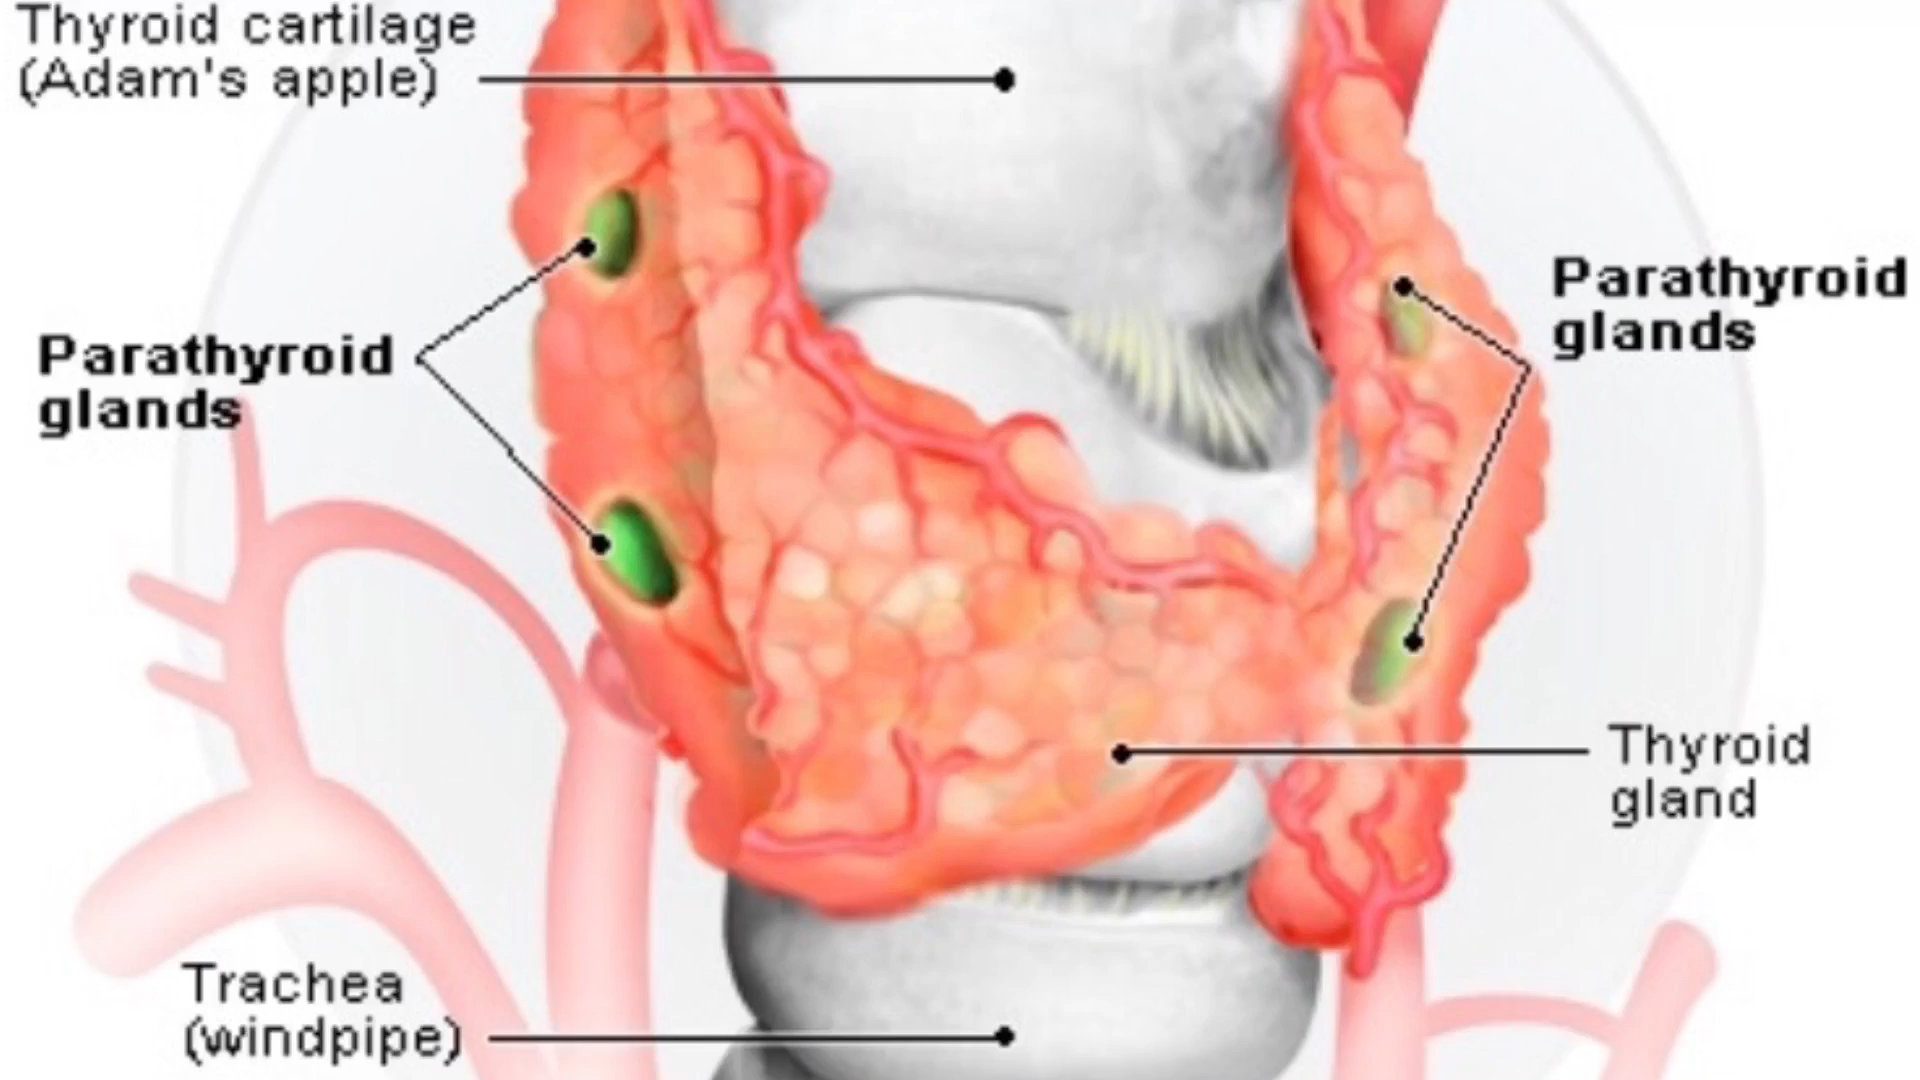 Thyroid cartilage
(Adam's apple)
Parathyroid
glands
Parathyroid
glands
Thyroid
gland
Trachea
(windpipe)